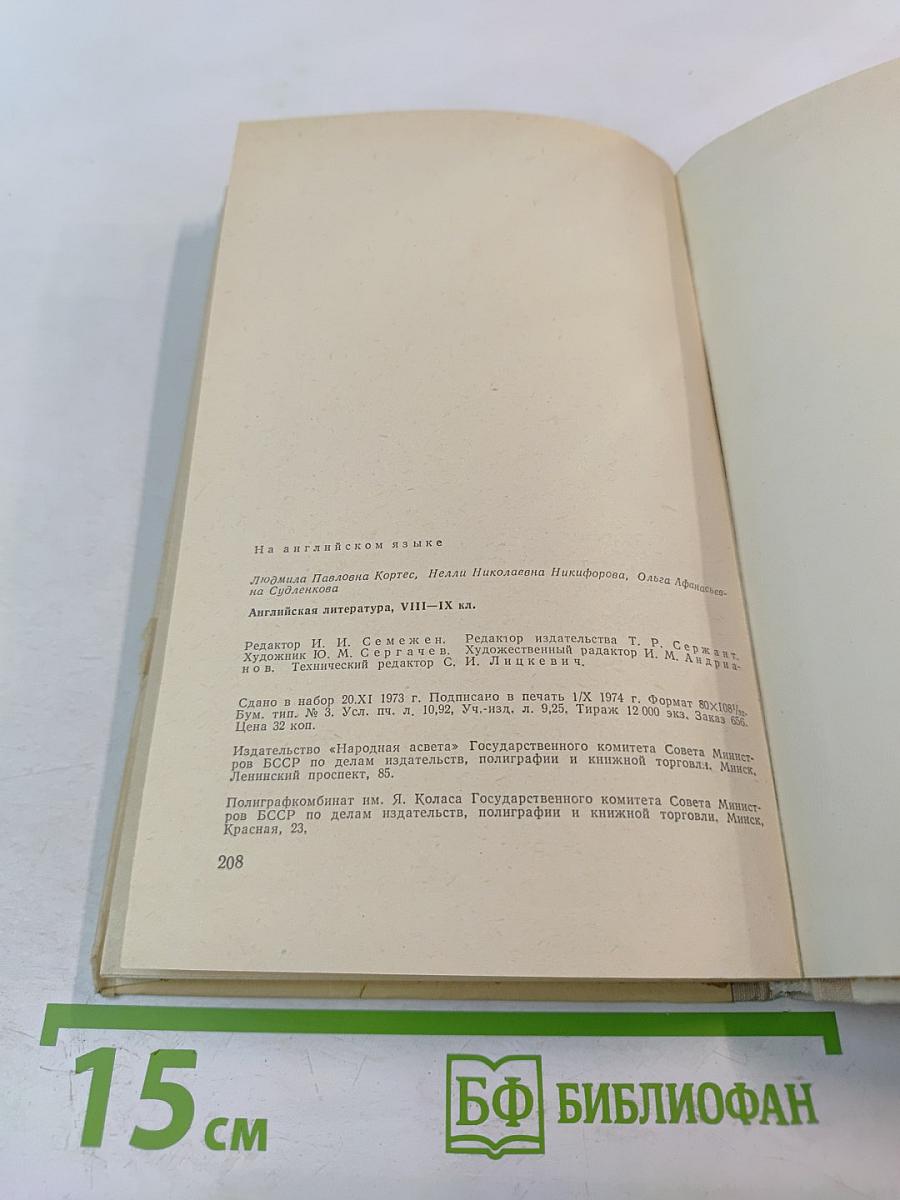 На английском языке
Людмила Павловна Кортес, Нелли Николаевна Никифорова, Ольга Афанасьев-
на Судленкова
Английская литература, VIII—IX кл.
Редактор И. И. Семежен. Редактор издательства Т. Р. Сержант.
Художник Ю. М. Сергачев. Художественный радактор И. М. Андриа-
нов. Технический редактор С. И. Лицкевич.
Сдано в набор 20.XI 1973 г. Подписано в печать 1/X 1974 г. Формат 80×108¹/₃₂.
Бум. тип. № 3. Усл. пч. л. 10,92, Уч.-изд. л. 9,25, Тираж 12 000 экз. Заказ 656.
Цена 32 коп.
Издательство «Народная асвета» Государственного комитета Совета Минист-
ров БССР по делам издательств, полиграфии и книжной торговли. Минск,
Ленинский проспект, 85.
Полиграфкомбинат им. Я. Коласа Государственного комитета Совета Минист-
ров БССР по делам издательств, полиграфии и книжной торговли, Минск,
Красная, 23,
208
15 см
БФ БИБЛИОФАН